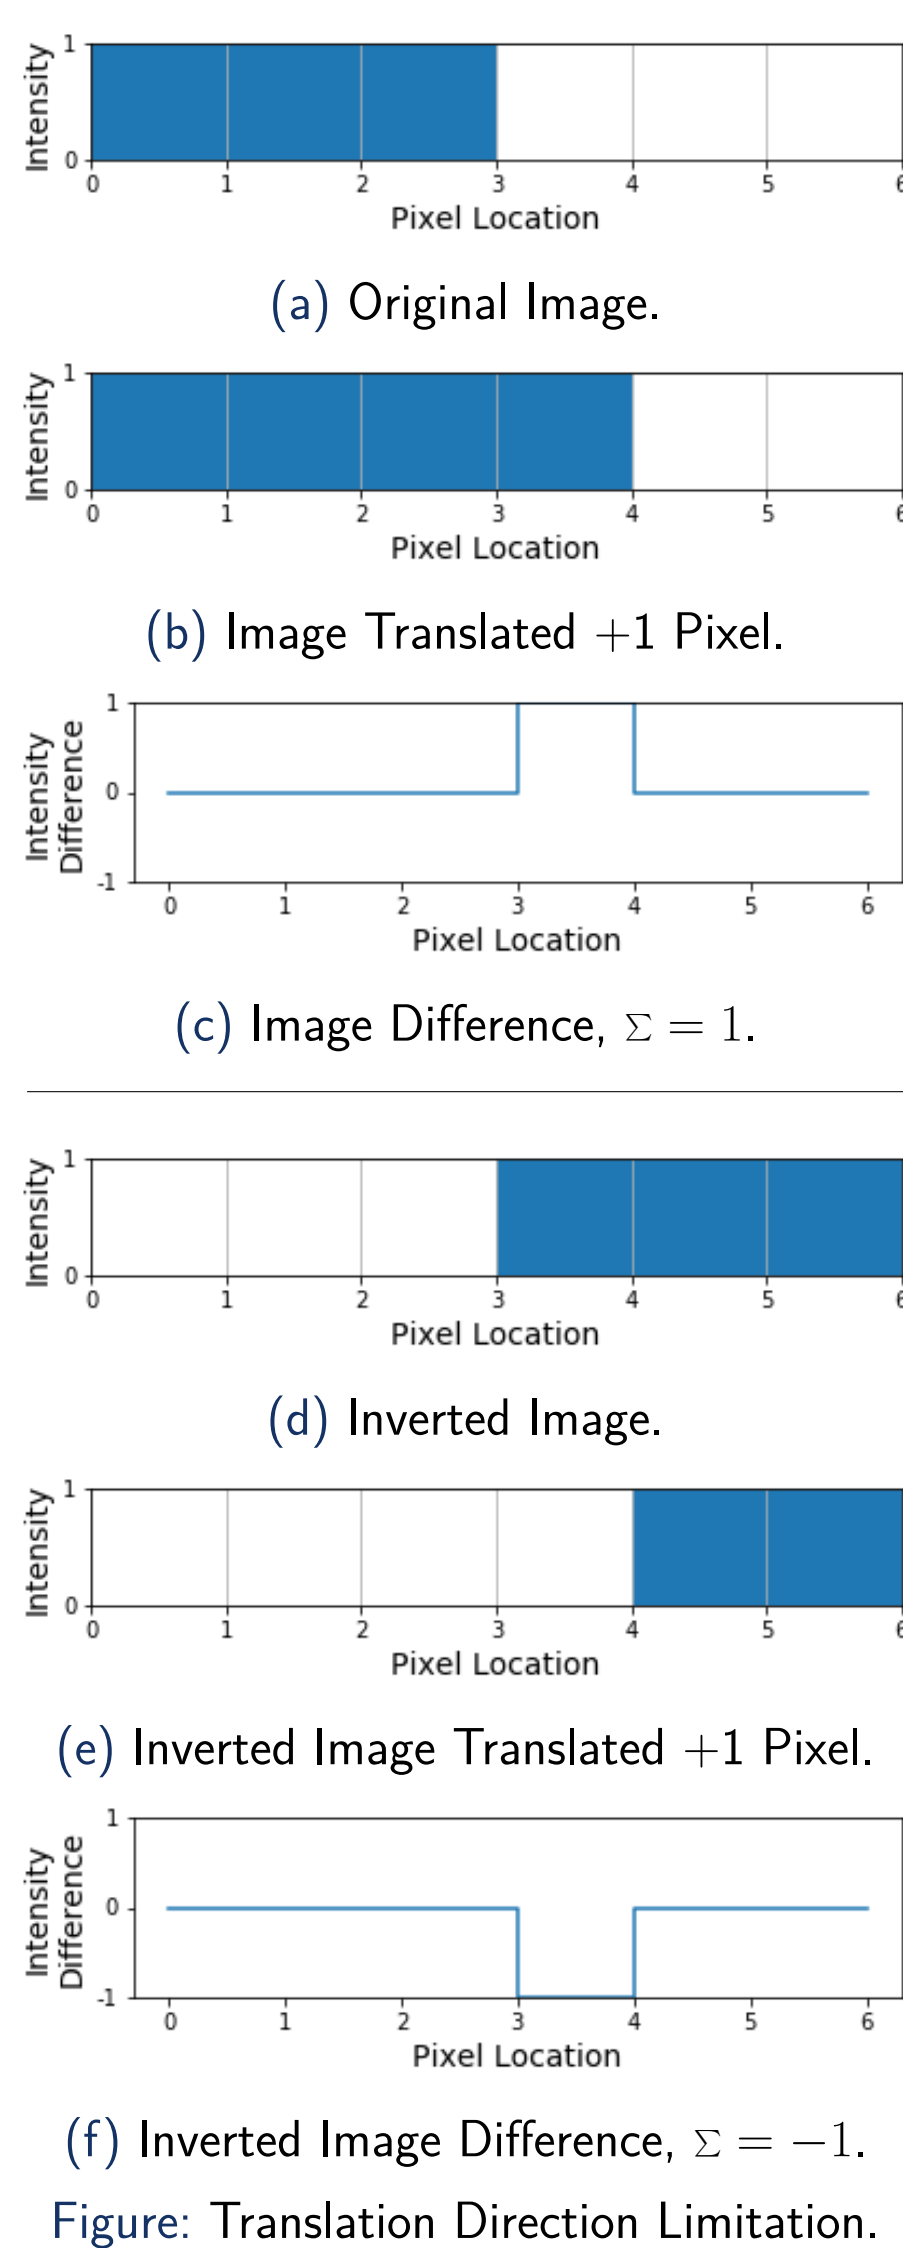 Intensity
1
0
0 1 2 3 4 5 6
Pixel Location
(a) Original Image.
Intensity
1
0
0 1 2 3 4 5 6
Pixel Location
(b) Image Translated +1 Pixel.
Intensity
Difference
1
0
-1
0 1 2 3 4 5 6
Pixel Location
(c) Image Difference, Σ = 1.
Intensity
1
0
0 1 2 3 4 5 6
Pixel Location
(d) Inverted Image.
Intensity
1
0
0 1 2 3 4 5 6
Pixel Location
(e) Inverted Image Translated +1 Pixel.
Intensity
Difference
1
0
-1
0 1 2 3 4 5 6
Pixel Location
(f) Inverted Image Difference, Σ = −1.
Figure: Translation Direction Limitation.